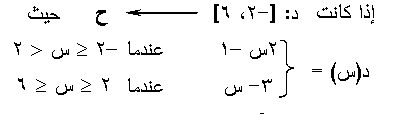 إذا كانت د: [−٢، ٦] ← ح حيث
د(س) = { ٢س −١ عندما −٢ ≤ س < ٢
٣− س عندما ٢ ≤ س ≤ ٦